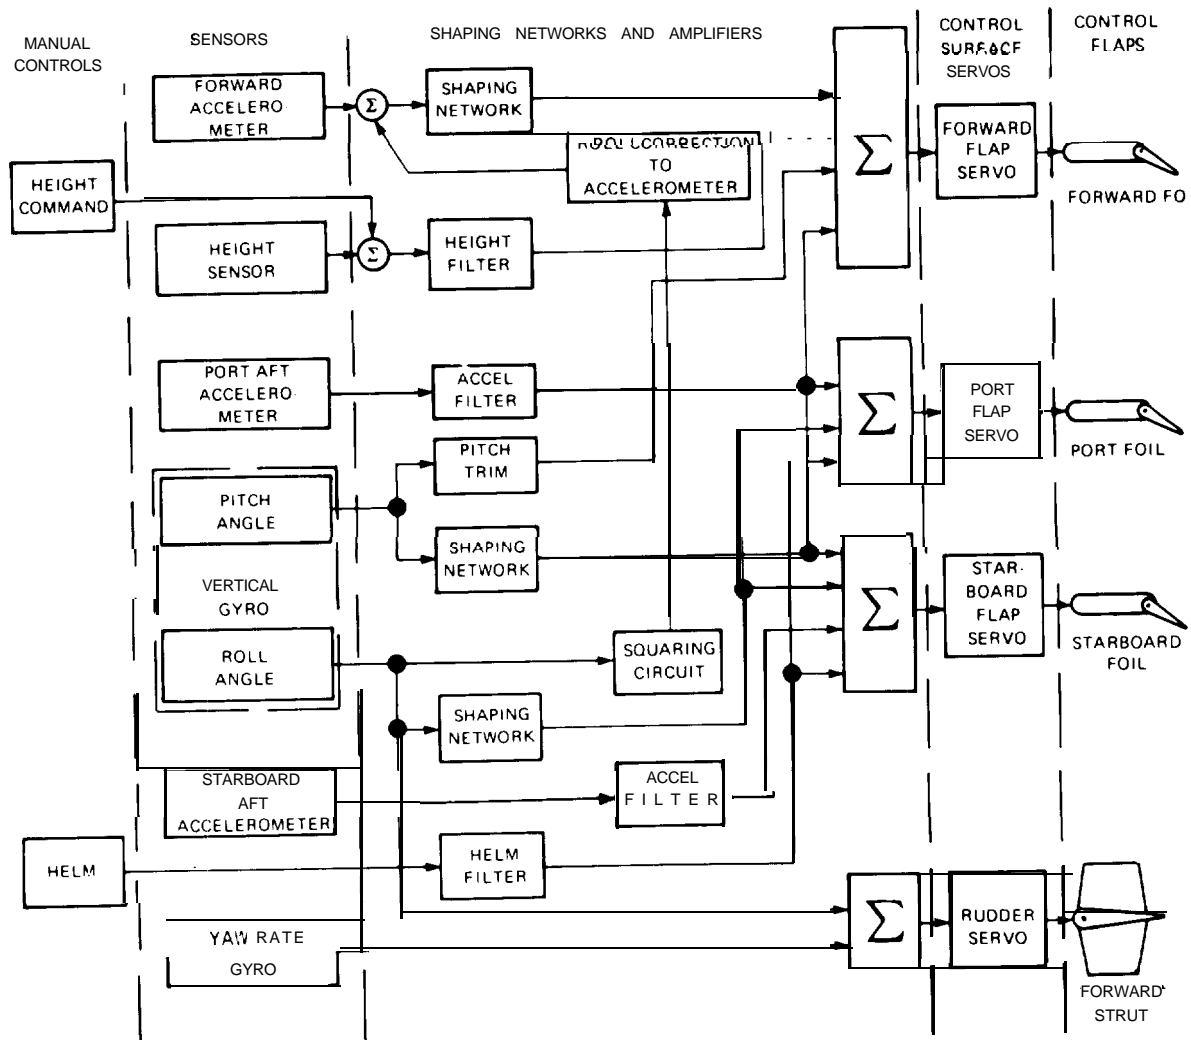 MANUAL
CONTROLS
SENSORS
SHAPING NETWORKS AND AMPLIFIERS
CONTROL
SURFACE
SERVOS
CONTROL
FLAPS
FORWARD
ACCELERO
METER
Σ
SHAPING
NETWORK
TO
ACCELEROMETER
Σ
FORWARD
FLAP
SERVO
FORWARD FO
HEIGHT
COMMAND
HEIGHT
SENSOR
Σ
HEIGHT
FILTER
PORT AFT
ACCELERO-
METER
ACCEL
FILTER
Σ
PORT
FLAP
SERVO
PORT FOIL
PITCH
TRIM
PITCH
ANGLE
SHAPING
NETWORK
VERTICAL
GYRO
Σ
STAR-
BOARD
FLAP
SERVO
STARBOARD
FOIL
ROLL
ANGLE
SQUARING
CIRCUIT
SHAPING
NETWORK
STARBOARD
AFT
ACCELEROMETER
ACCEL
FILTER
HELM
HELM
FILTER
YAW RATE
GYRO
Σ
RUDDER
SERVO
FORWARD
STRUT